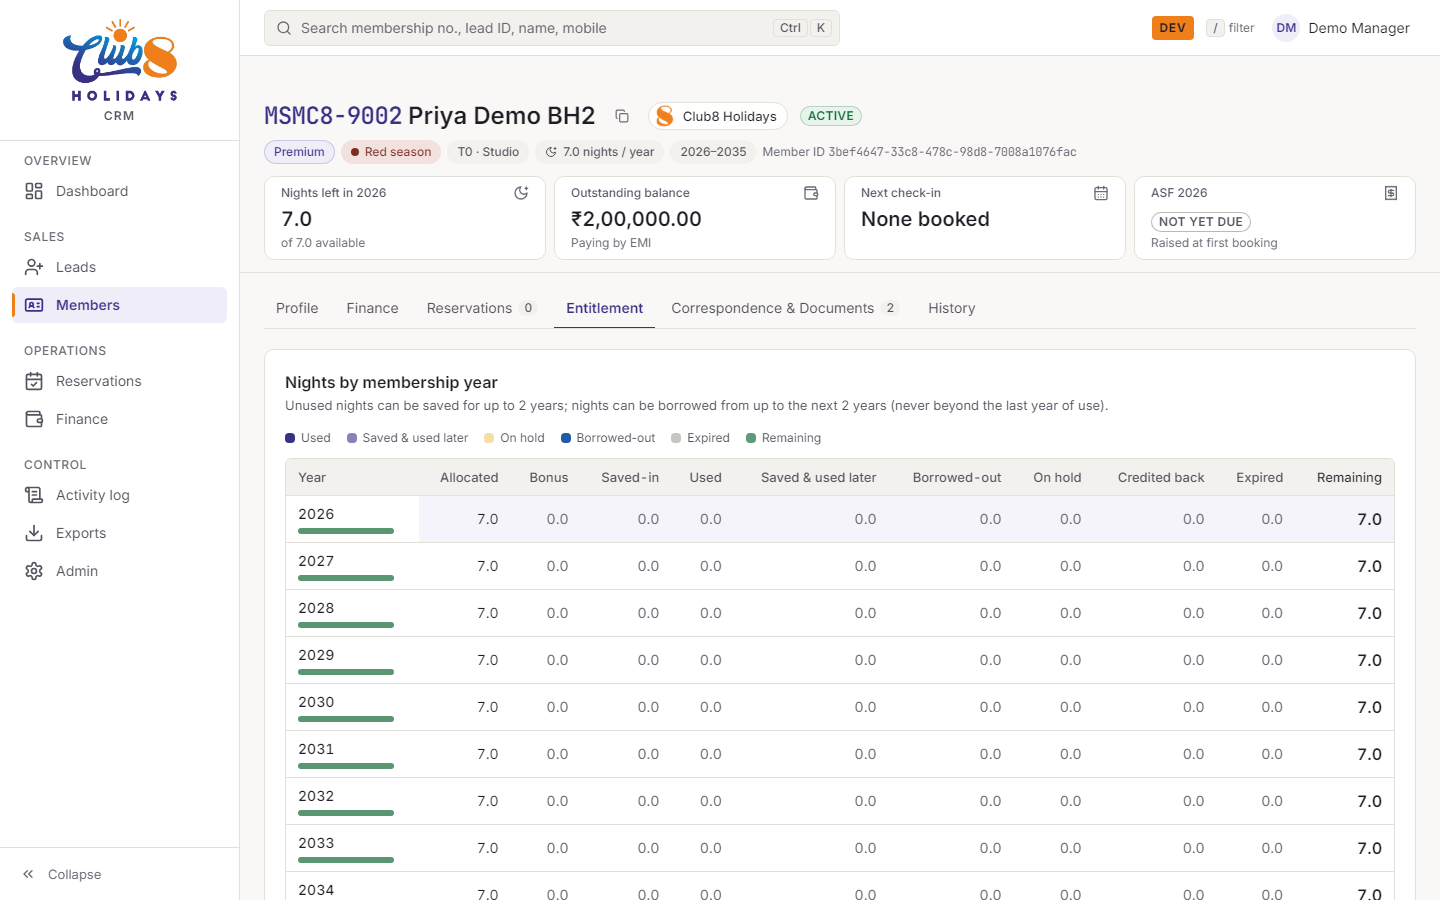 Club8
HOLIDAYS
CRM
OVERVIEW
Dashboard
SALES
Leads
Members
OPERATIONS
Reservations
Finance
CONTROL
Activity log
Exports
Admin
Collapse
Search membership no., lead ID, name, mobile Ctrl K
DEV / filter DM Demo Manager
MSMC8-9002 Priya Demo BH2 Club8 Holidays ACTIVE
Premium Red season T0 · Studio 7.0 nights / year 2026–2035 Member ID 3bef4647-33c8-478c-98d8-7008a1076fac
Nights left in 2026
7.0
of 7.0 available
Outstanding balance
₹2,00,000.00
Paying by EMI
Next check-in
None booked
ASF 2026
NOT YET DUE
Raised at first booking
Profile Finance Reservations 0 Entitlement Correspondence & Documents 2 History
Nights by membership year
Unused nights can be saved for up to 2 years; nights can be borrowed from up to the next 2 years (never beyond the last year of use).
Used Saved & used later On hold Borrowed-out Expired Remaining
Year Allocated Bonus Saved-in Used Saved & used later Borrowed-out On hold Credited back Expired Remaining
2026 7.0 0.0 0.0 0.0 0.0 0.0 0.0 0.0 0.0 7.0
2027 7.0 0.0 0.0 0.0 0.0 0.0 0.0 0.0 0.0 7.0
2028 7.0 0.0 0.0 0.0 0.0 0.0 0.0 0.0 0.0 7.0
2029 7.0 0.0 0.0 0.0 0.0 0.0 0.0 0.0 0.0 7.0
2030 7.0 0.0 0.0 0.0 0.0 0.0 0.0 0.0 0.0 7.0
2031 7.0 0.0 0.0 0.0 0.0 0.0 0.0 0.0 0.0 7.0
2032 7.0 0.0 0.0 0.0 0.0 0.0 0.0 0.0 0.0 7.0
2033 7.0 0.0 0.0 0.0 0.0 0.0 0.0 0.0 0.0 7.0
2034 7.0 0.0 0.0 0.0 0.0 0.0 0.0 0.0 0.0 7.0